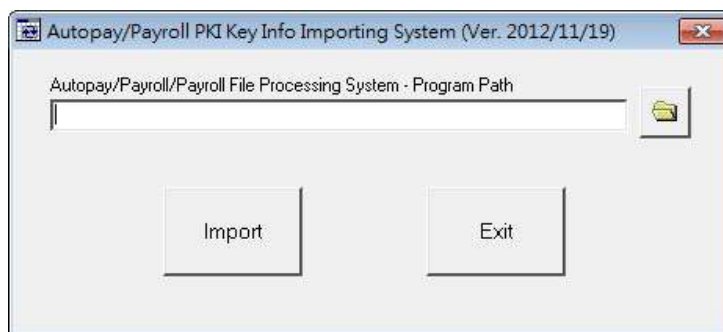 Autopay/Payroll PKI Key Info Importing System (Ver. 2012/11/19)
Autopay/Payroll/Payroll File Processing System - Program Path
Import Exit